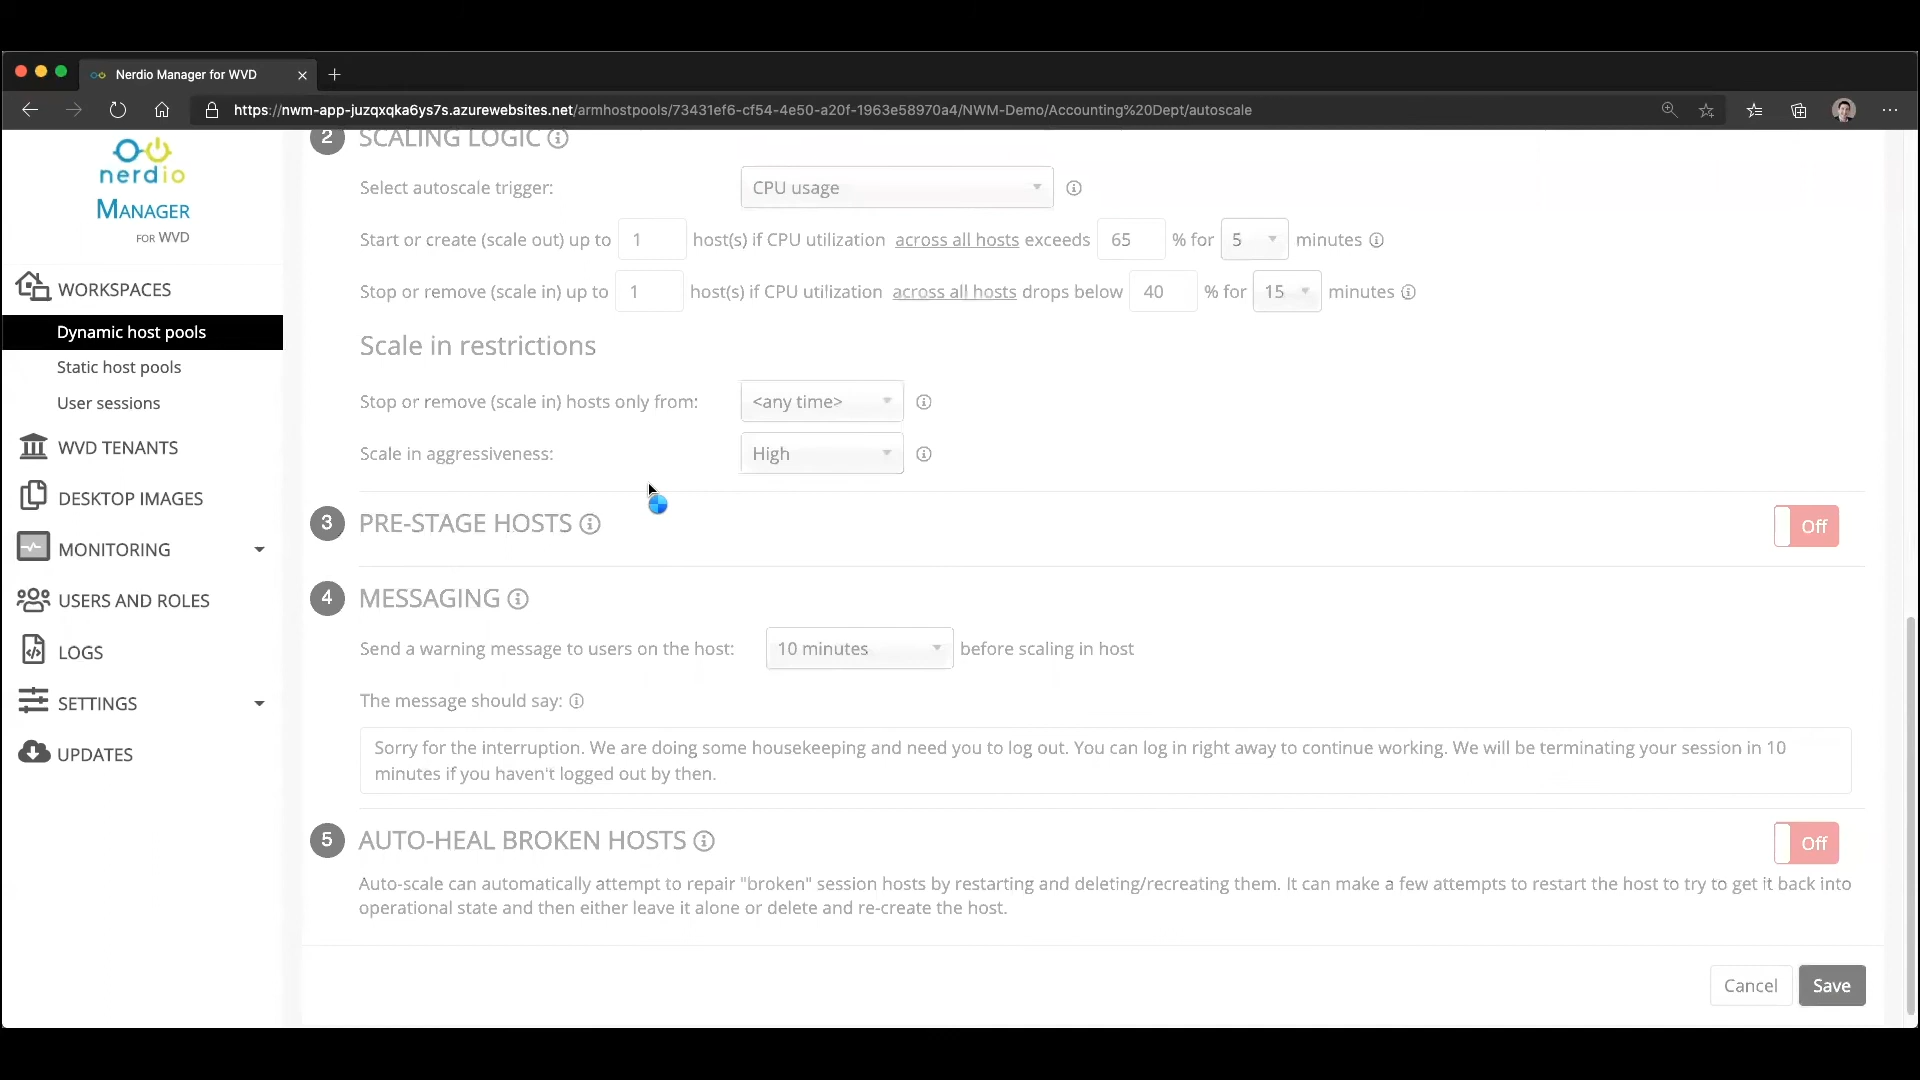 Nerdio Manager for WVD
https://nwm-app-juzqxqka6ys7s.azurewebsites.net/armhostpools/73431ef6-cf54-4e50-a20f-1963e58970a4/NWM-Demo/Accounting%20Dept/autoscale
nerdio
MANAGER
FOR WVD
WORKSPACES
Dynamic host pools
Static host pools
User sessions
WVD TENANTS
DESKTOP IMAGES
MONITORING
USERS AND ROLES
LOGS
SETTINGS
UPDATES
2 SCALING LOGIC
Select autoscale trigger: CPU usage
Start or create (scale out) up to 1 host(s) if CPU utilization across all hosts exceeds 65 % for 5 minutes
Stop or remove (scale in) up to 1 host(s) if CPU utilization across all hosts drops below 40 % for 15 minutes
Scale in restrictions
Stop or remove (scale in) hosts only from: <any time>
Scale in aggressiveness: High
3 PRE-STAGE HOSTS Off
4 MESSAGING
Send a warning message to users on the host: 10 minutes before scaling in host
The message should say:
Sorry for the interruption. We are doing some housekeeping and need you to log out. You can log in right away to continue working. We will be terminating your session in 10
minutes if you haven't logged out by then.
5 AUTO-HEAL BROKEN HOSTS Off
Auto-scale can automatically attempt to repair "broken" session hosts by restarting and deleting/recreating them. It can make a few attempts to restart the host to try to get it back into
operational state and then either leave it alone or delete and re-create the host.
Cancel Save